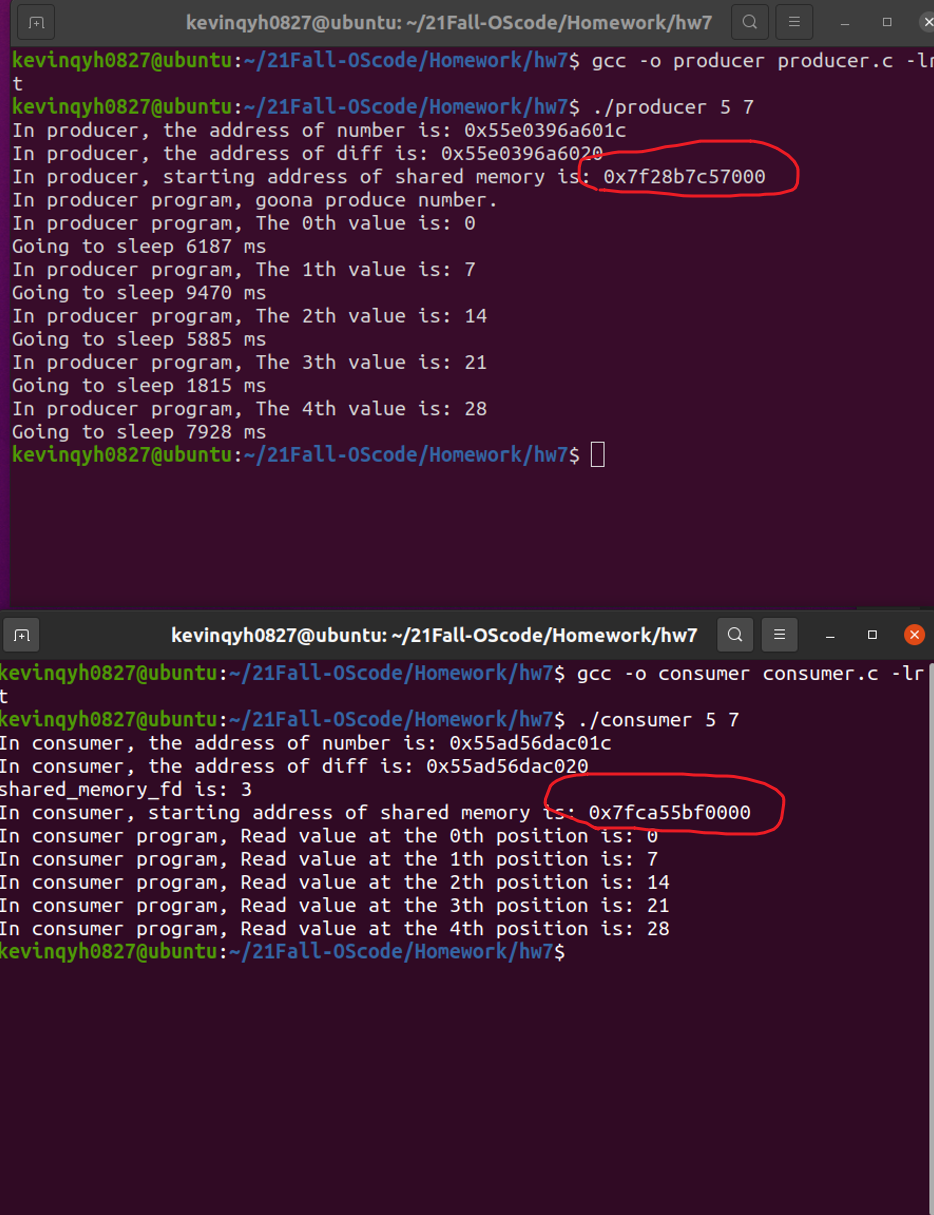 kevinqyh0827@ubuntu: ~/21Fall-OScode/Homework/hw7
kevinqyh0827@ubuntu:~/21Fall-OScode/Homework/hw7$ gcc -o producer producer.c -lr
t
kevinqyh0827@ubuntu:~/21Fall-OScode/Homework/hw7$ ./producer 5 7
In producer, the address of number is: 0x55e0396a601c
In producer, the address of diff is: 0x55e0396a6020
In producer, starting address of shared memory is: 0x7f28b7c57000
In producer program, goona produce number.
In producer program, The 0th value is: 0
Going to sleep 6187 ms
In producer program, The 1th value is: 7
Going to sleep 9470 ms
In producer program, The 2th value is: 14
Going to sleep 5885 ms
In producer program, The 3th value is: 21
Going to sleep 1815 ms
In producer program, The 4th value is: 28
Going to sleep 7928 ms
kevinqyh0827@ubuntu:~/21Fall-OScode/Homework/hw7$
kevinqyh0827@ubuntu: ~/21Fall-OScode/Homework/hw7
kevinqyh0827@ubuntu:~/21Fall-OScode/Homework/hw7$ gcc -o consumer consumer.c -lr
t
kevinqyh0827@ubuntu:~/21Fall-OScode/Homework/hw7$ ./consumer 5 7
In consumer, the address of number is: 0x55ad56dac01c
In consumer, the address of diff is: 0x55ad56dac020
shared_memory_fd is: 3
In consumer, starting address of shared memory is: 0x7fca55bf0000
In consumer program, Read value at the 0th position is: 0
In consumer program, Read value at the 1th position is: 7
In consumer program, Read value at the 2th position is: 14
In consumer program, Read value at the 3th position is: 21
In consumer program, Read value at the 4th position is: 28
kevinqyh0827@ubuntu:~/21Fall-OScode/Homework/hw7$